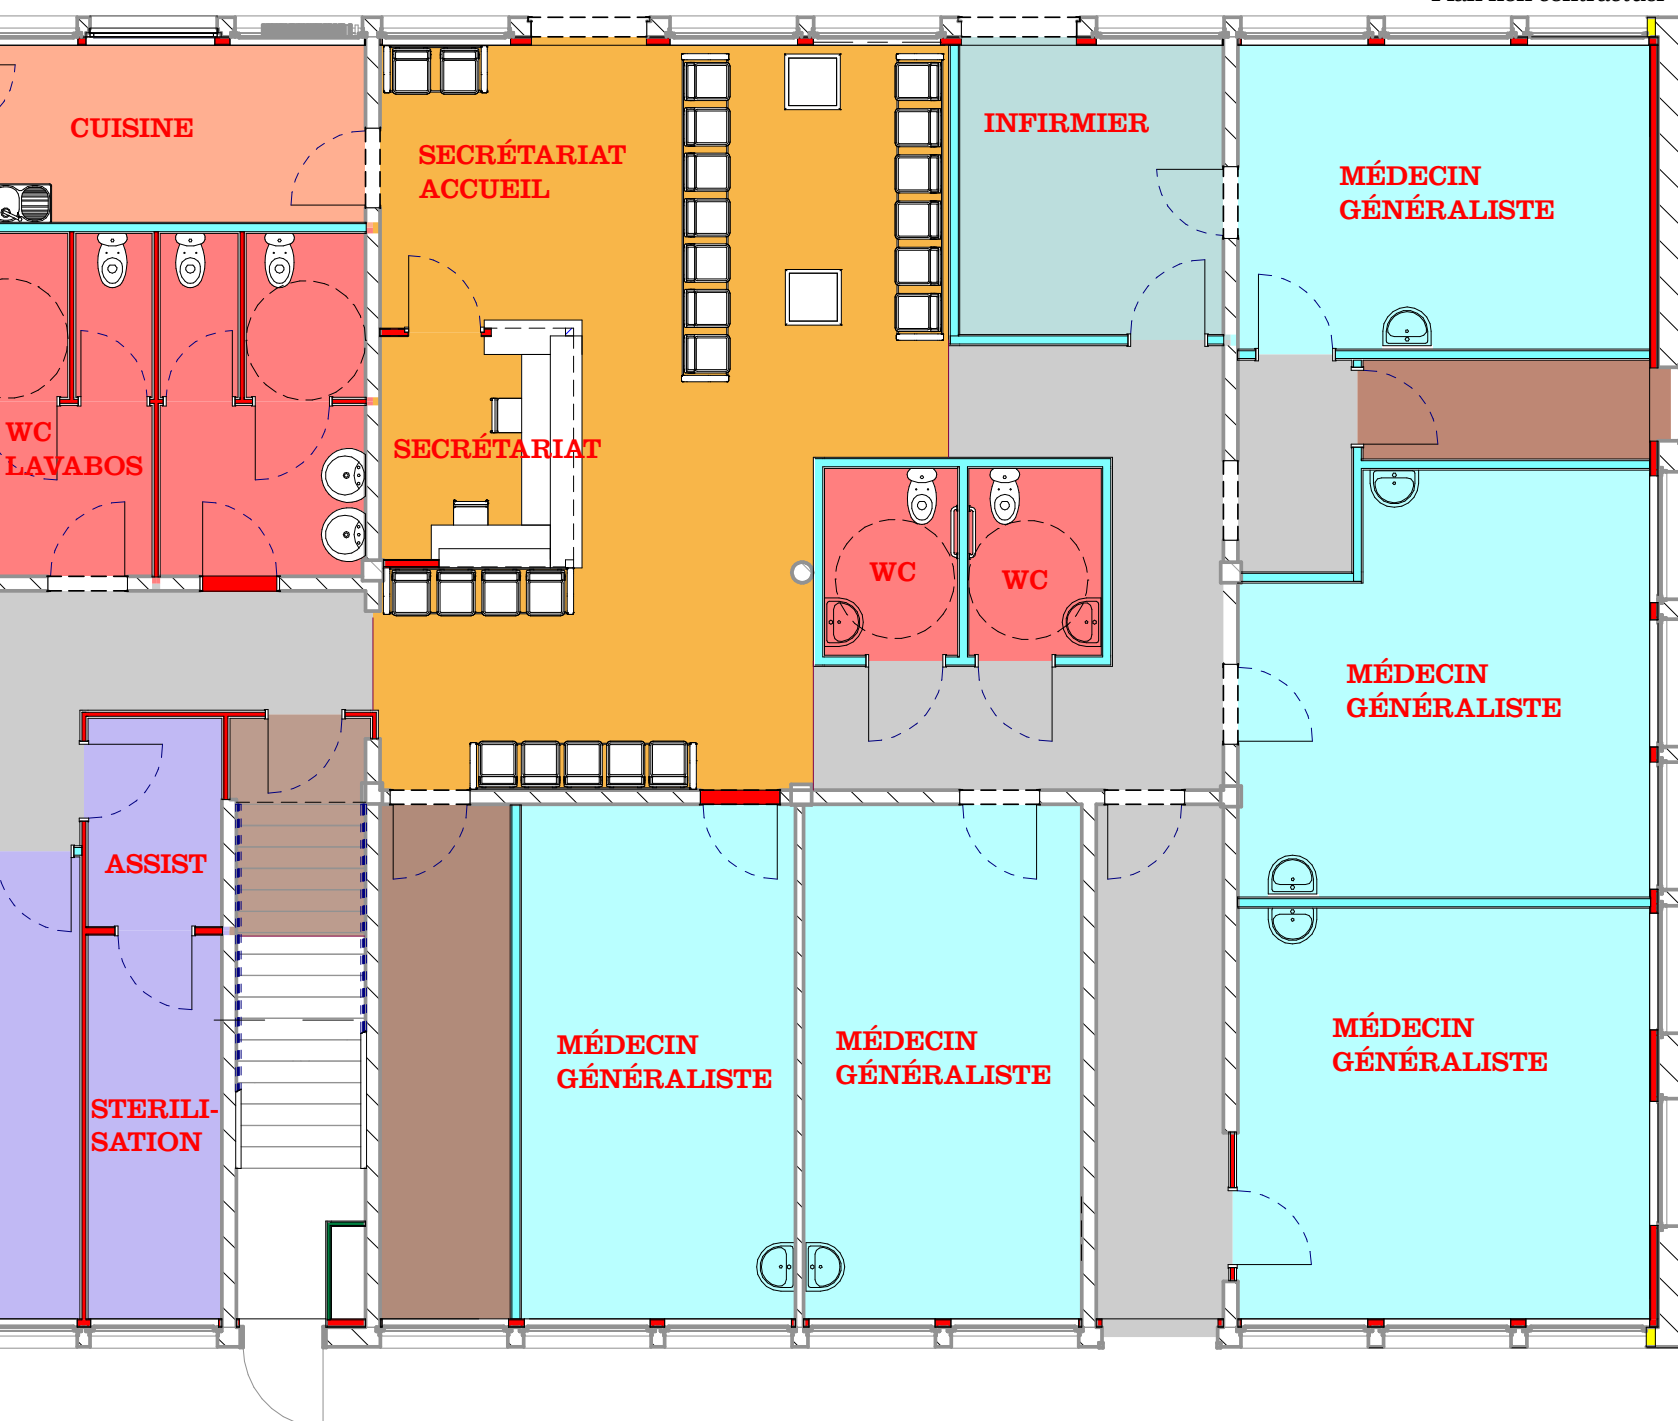 CUISINE
SECRÉTARIAT
ACCUEIL
INFIRMIER
MÉDECIN
GÉNÉRALISTE
WC
LAVABOS
SECRÉTARIAT
WC
WC
MÉDECIN
GÉNÉRALISTE
ASSIST
STERILI-
SATION
MÉDECIN
GÉNÉRALISTE
MÉDECIN
GÉNÉRALISTE
MÉDECIN
GÉNÉRALISTE